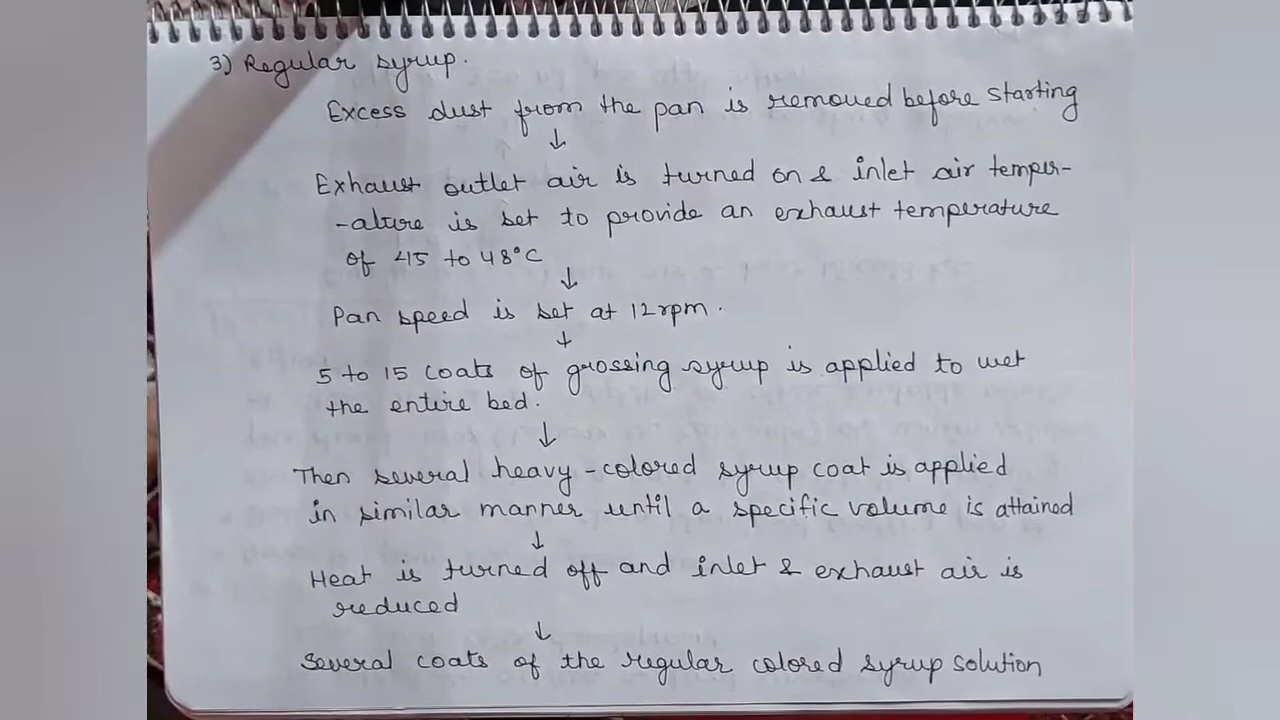 3) Regular syrup.
Excess dust from the pan is removed before starting
↓
Exhaust outlet air is turned on & inlet air temper-
-ature is set to provide an exhaust temperature
of 45 to 48°C
↓
Pan speed is set at 12rpm.
↓
5 to 15 coats of grossing syrup is applied to wet
the entire bed.
↓
Then several heavy-colored syrup coat is applied
in similar manner until a specific volume is attained
↓
Heat is turned off and inlet & exhaust air is
reduced
↓
Several coats of the regular colored syrup solution